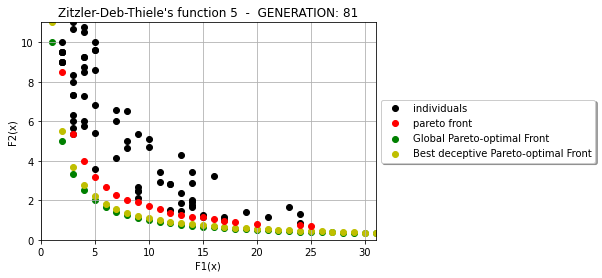 Zitzler-Deb-Thiele's function 5 - GENERATION: 81
10
8
6
4
2
0
F2(x)
0 5 10 15 20 25 30
F1(x)
individuals
pareto front
Global Pareto-optimal Front
Best deceptive Pareto-optimal Front